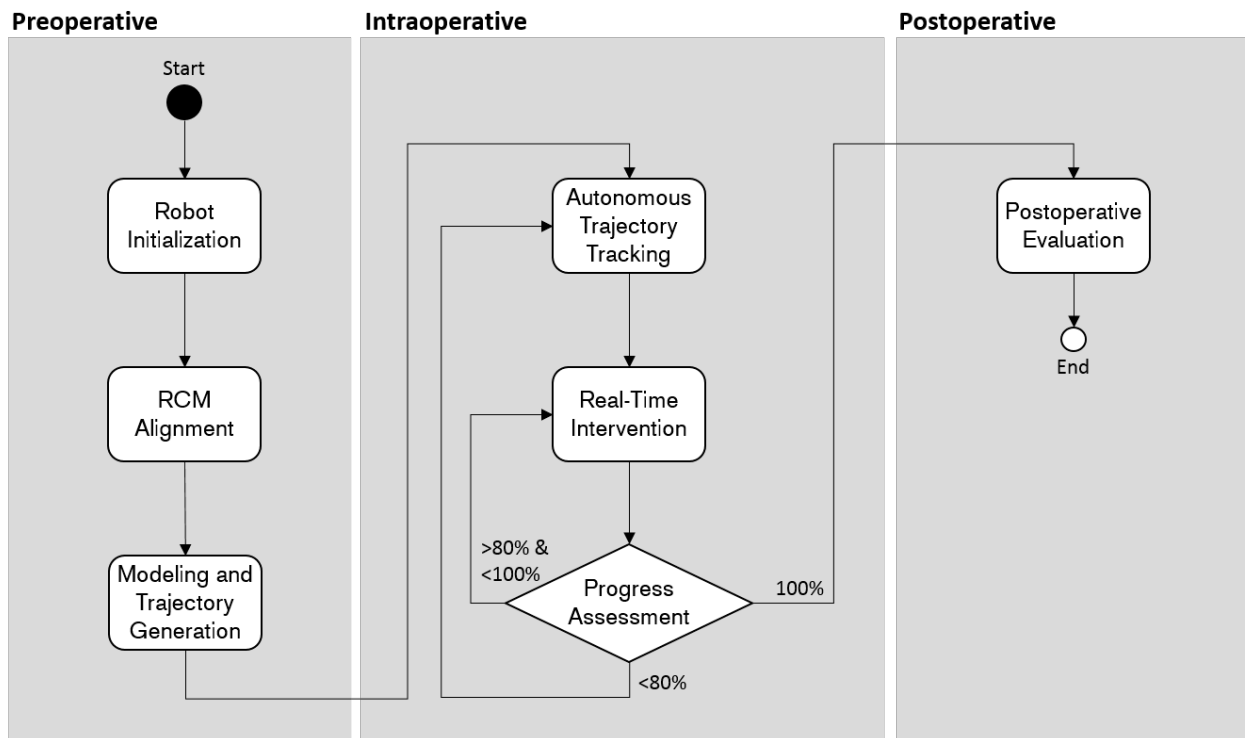 Preoperative
Start
Robot
Initialization
RCM
Alignment
Modeling and
Trajectory
Generation
Intraoperative
Autonomous
Trajectory
Tracking
Real-Time
Intervention
>80% &
<100%
Progress
Assessment
100%
<80%
Postoperative
Postoperative
Evaluation
End